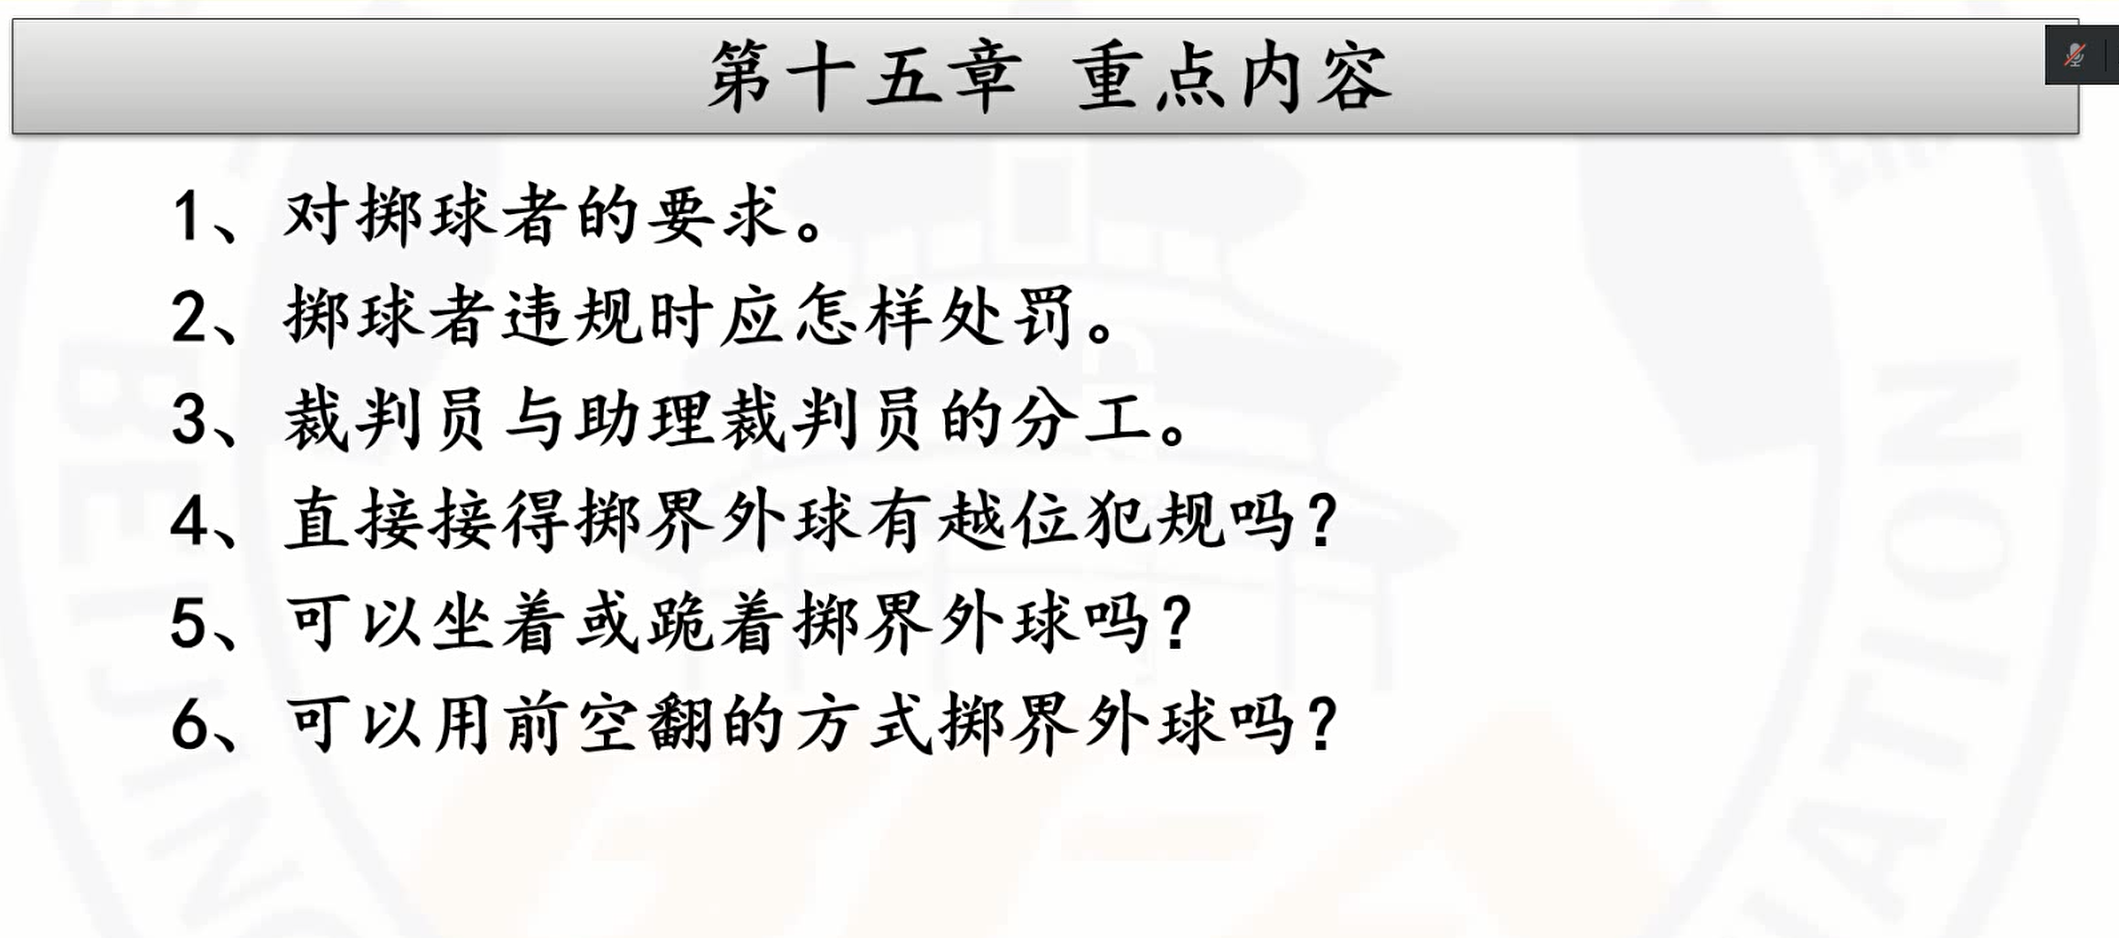 第十五章 重点内容
1、对掷球者的要求。
2、掷球者违规时应怎样处罚。
3、裁判员与助理裁判员的分工。
4、直接接得掷界外球有越位犯规吗？
5、可以坐着或跪着掷界外球吗？
6、可以用前空翻的方式掷界外球吗？